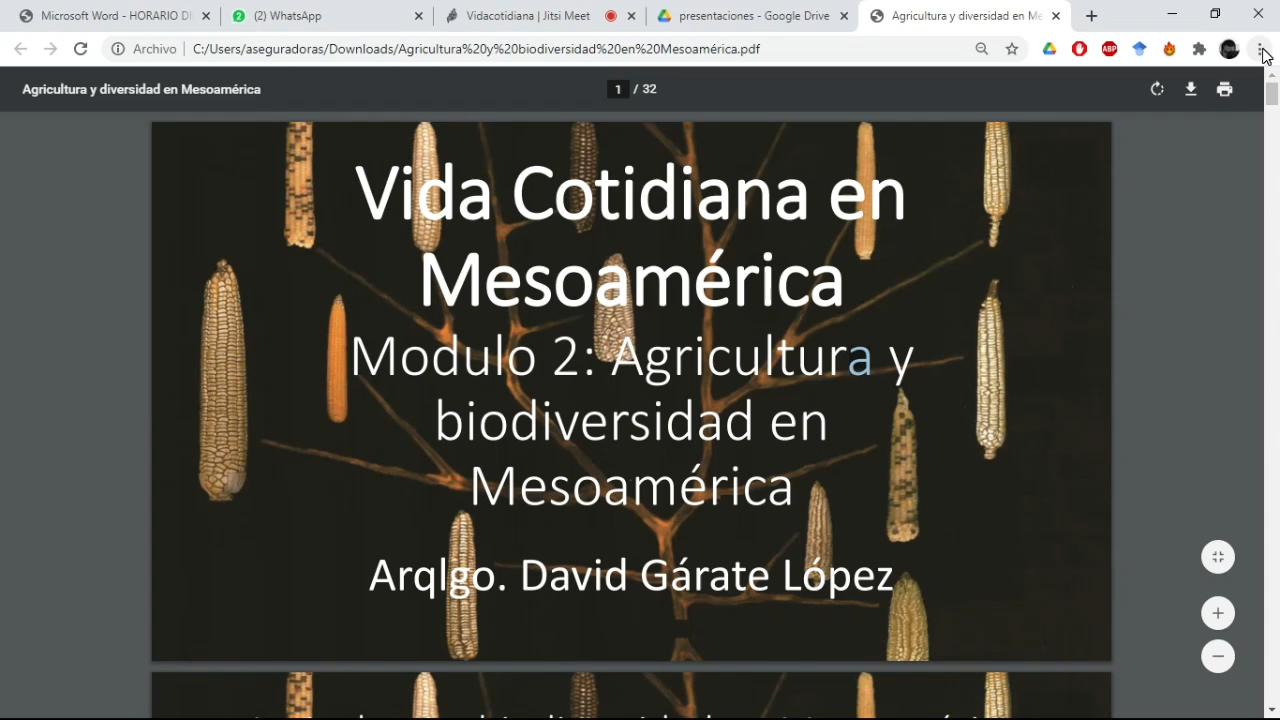 Microsoft Word - HORARIO DI
(2) WhatsApp
Vidacotidiana | Jitsi Meet
presentaciones - Google Drive
Agricultura y diversidad en Me
Archivo
C:/Users/aseguradoras/Downloads/Agricultura%20y%20biodiversidad%20en%20Mesoamérica.pdf
Agricultura y diversidad en Mesoamérica
1 / 32
Vida Cotidiana en
Mesoamérica
Modulo 2: Agricultura y
biodiversidad en
Mesoamérica
Arqlgo. David Gárate López